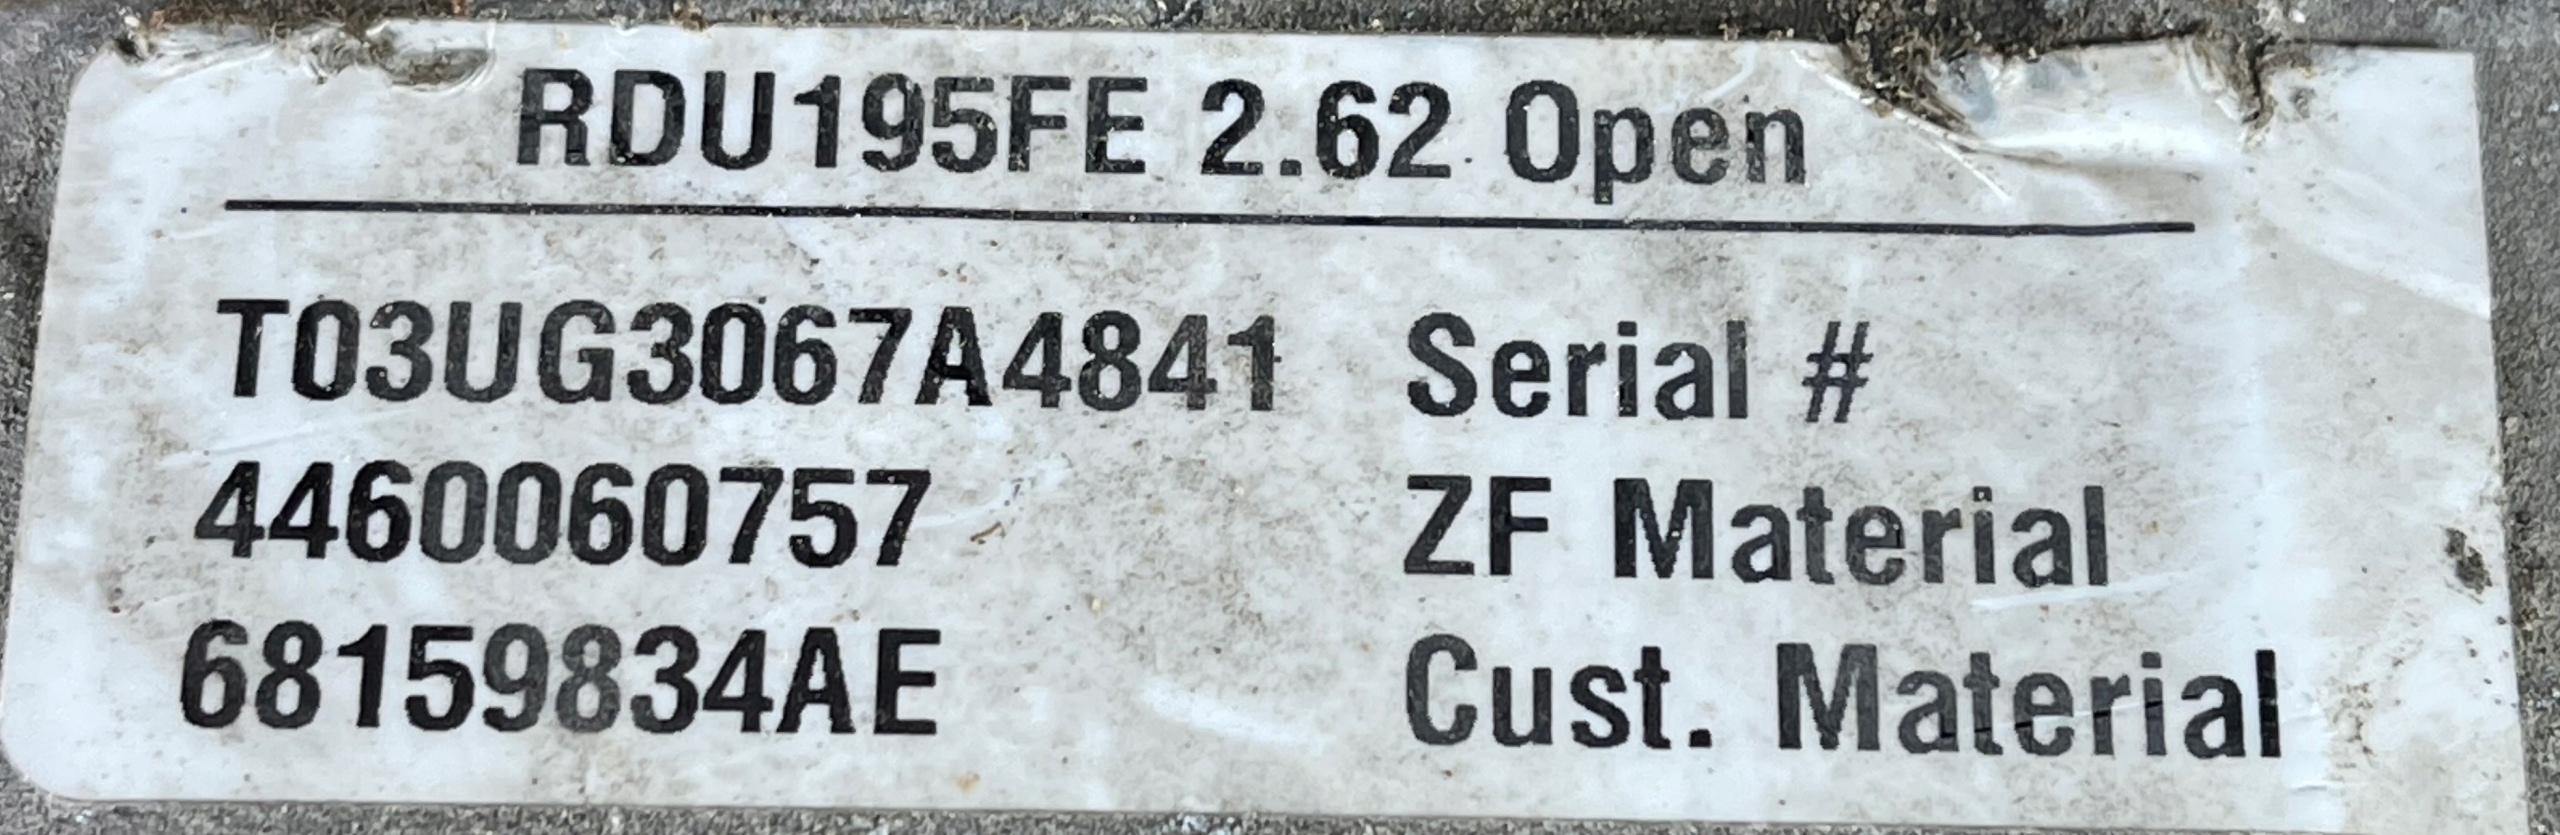 RDU195FE 2.62 Open
T03UG3067A4841 Serial #
4460060757 ZF Material
68159834AE Cust. Material